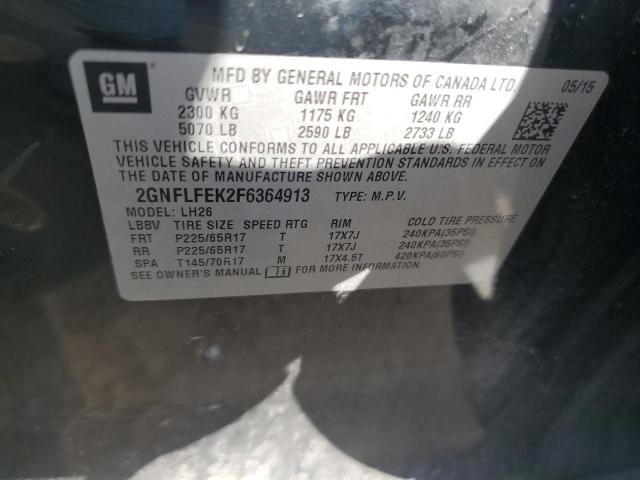 GM
MFD BY GENERAL MOTORS OF CANADA LTD. 05/15
GVWR GAWR FRT GAWR RR
2300 KG 1175 KG 1240 KG
5070 LB 2590 LB 2733 LB
THIS VEHICLE CONFORMS TO ALL APPLICABLE U.S. FEDERAL MOTOR
VEHICLE SAFETY AND THEFT PREVENTION STANDARDS IN EFFECT ON
THE DATE OF MANUFACTURE SHOWN ABOVE.
2GNFLFEK2F6364913 TYPE: M.P.V.
MODEL: LH26
LBBV TIRE SIZE SPEED RTG RIM COLD TIRE PRESSURE
FRT P225/65R17 T 17X7J 240KPA(35PSI)
RR P225/65R17 T 17X7J 240KPA(35PSI)
SPA T145/70R17 M 17X4.5T 420KPA(60PSI)
SEE OWNER'S MANUAL FOR MORE INFORMATION.